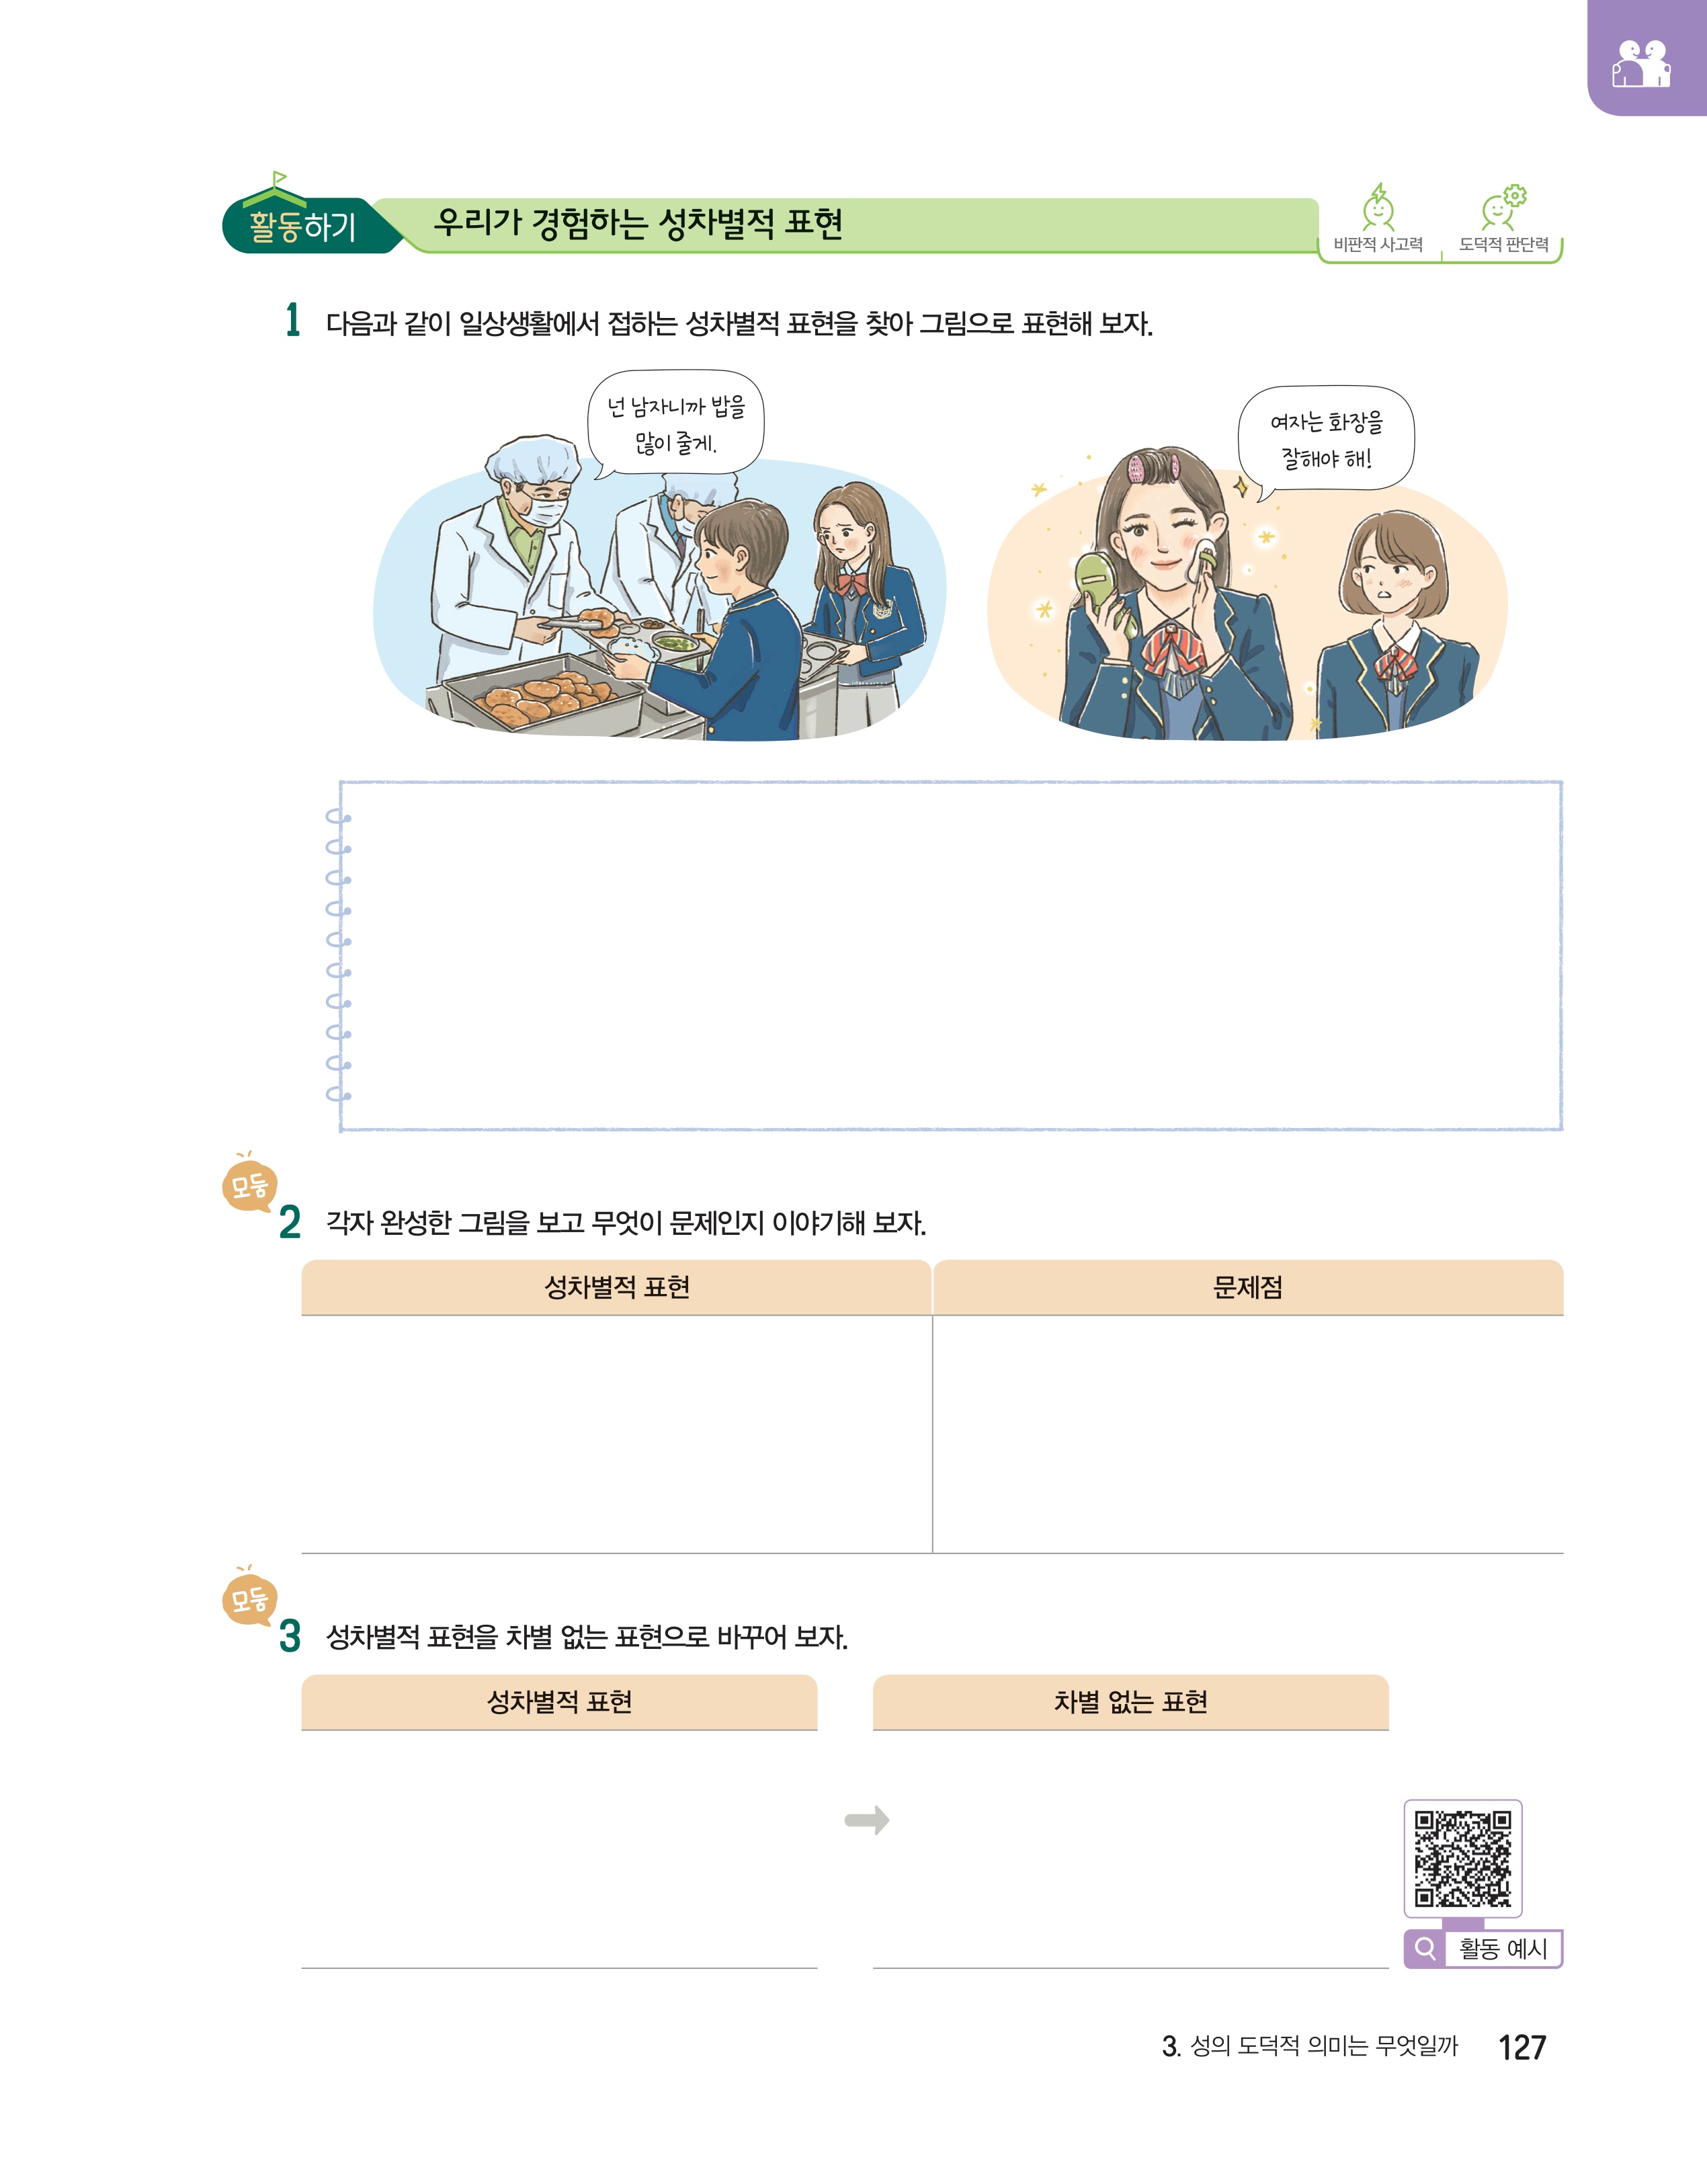 활동하기
우리가 경험하는 성차별적 표현
비판적 사고력
도덕적 판단력
1 다음과 같이 일상생활에서 접하는 성차별적 표현을 찾아 그림으로 표현해 보자.
넌 남자니까 밥을
많이 줄게.
여자는 화장을
잘해야 해!
모둠
2 각자 완성한 그림을 보고 무엇이 문제인지 이야기해 보자.
성차별적 표현
문제점
모둠
3 성차별적 표현을 차별 없는 표현으로 바꾸어 보자.
성차별적 표현
차별 없는 표현
활동 예시
3. 성의 도덕적 의미는 무엇일까 127